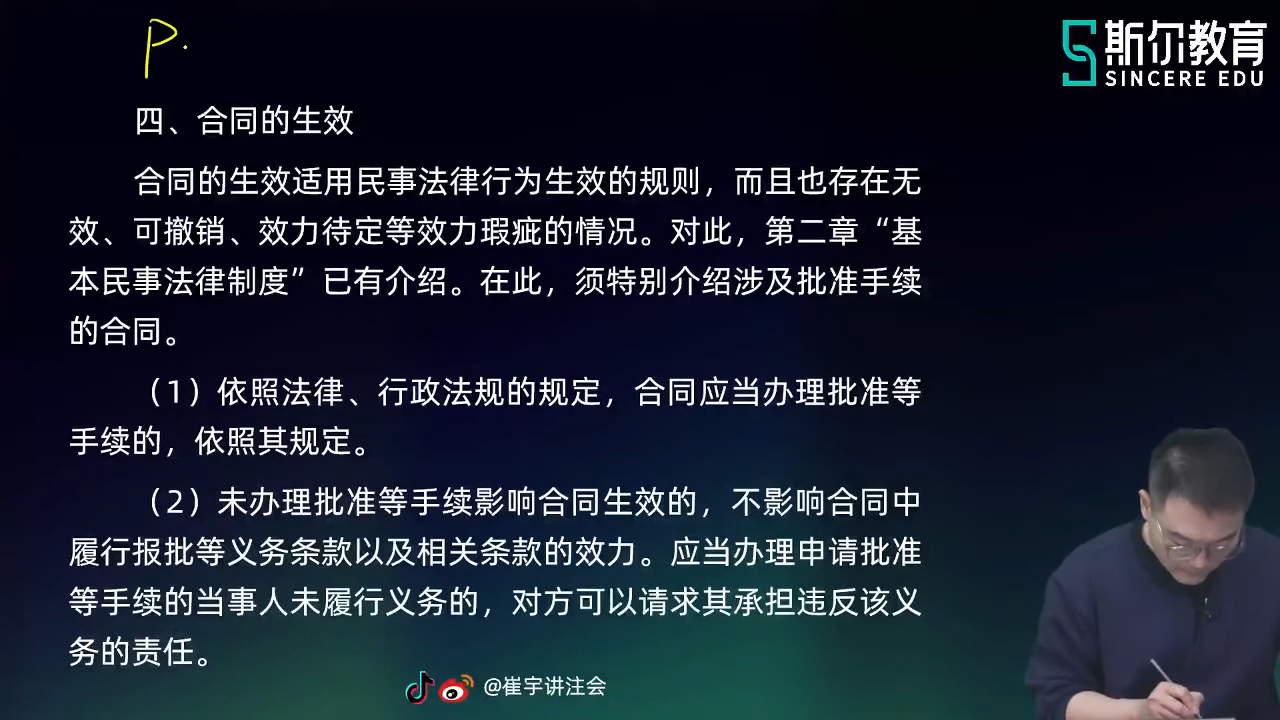 P.
斯尔教育
SINCERE EDU
四、合同的生效
合同的生效适用民事法律行为生效的规则，而且也存在无
效、可撤销、效力待定等效力瑕疵的情况。对此，第二章“基
本民事法律制度”已有介绍。在此，须特别介绍涉及批准手续
的合同。
（1）依照法律、行政法规的规定，合同应当办理批准等
手续的，依照其规定。
（2）未办理批准等手续影响合同生效的，不影响合同中
履行报批等义务条款以及相关条款的效力。应当办理申请批准
等手续的当事人未履行义务的，对方可以请求其承担违反该义
务的责任。
@崔宇讲注会